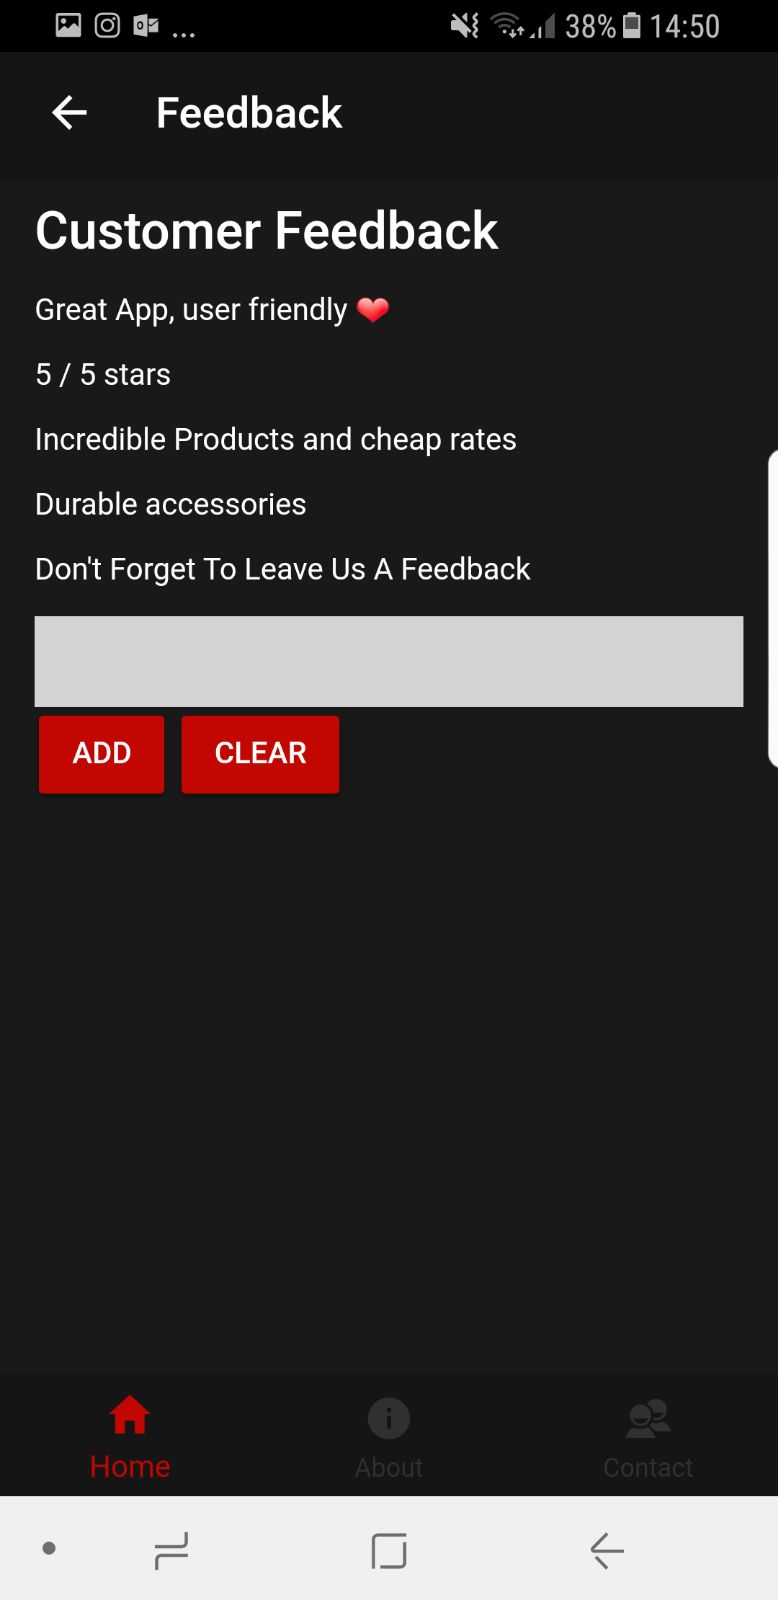 ... 38% 14:50
Feedback
Customer Feedback
Great App, user friendly ❤
5 / 5 stars
Incredible Products and cheap rates
Durable accessories
Don't Forget To Leave Us A Feedback
ADD CLEAR
Home About Contact